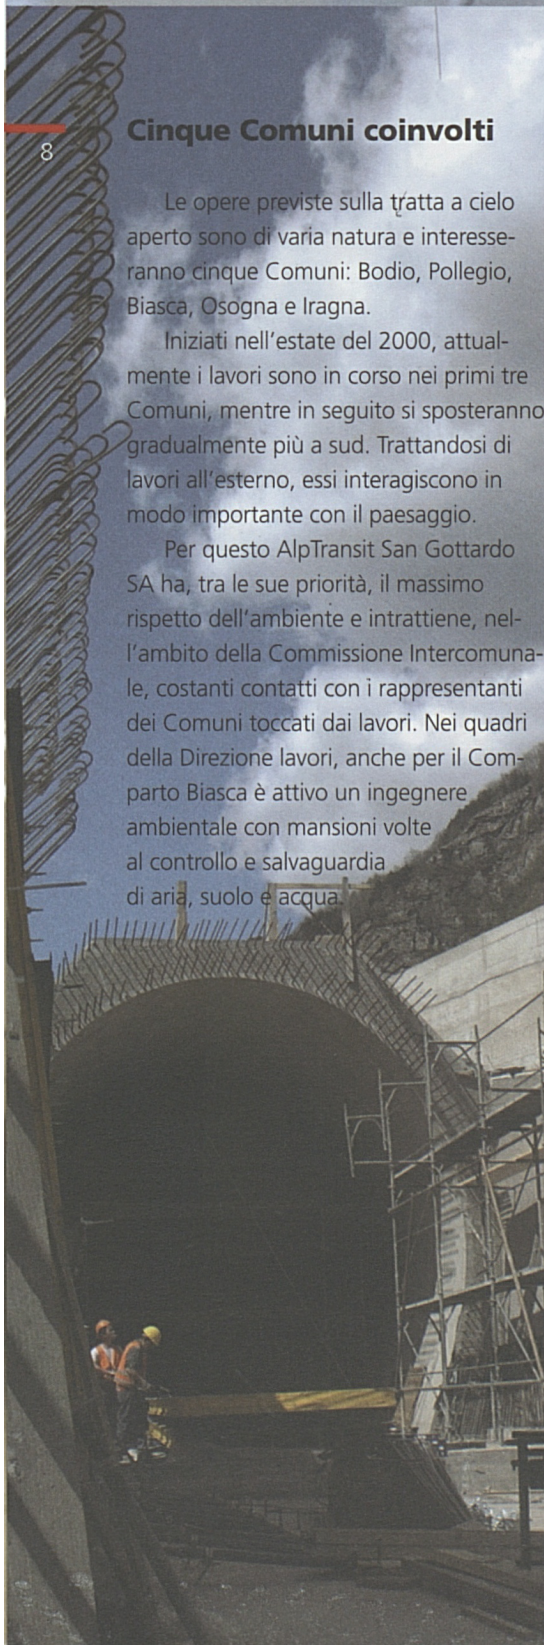 8
Cinque Comuni coinvolti
Le opere previste sulla tratta a cielo
aperto sono di varia natura e interesse-
ranno cinque Comuni: Bodio, Pollegio,
Biasca, Osogna e Iragna.
Iniziati nell'estate del 2000, attual-
mente i lavori sono in corso nei primi tre
Comuni, mentre in seguito si sposteranno
gradualmente più a sud. Trattandosi di
lavori all'esterno, essi interagiscono in
modo importante con il paesaggio.
Per questo AlpTransit San Gottardo
SA ha, tra le sue priorità, il massimo
rispetto dell'ambiente e intrattiene, nel-
l'ambito della Commissione Intercomuna-
le, costanti contatti con i rappresentanti
dei Comuni toccati dai lavori. Nei quadri
della Direzione lavori, anche per il Com-
parto Biasca è attivo un ingegnere
ambientale con mansioni volte
al controllo e salvaguardia
di aria, suolo e acqua.